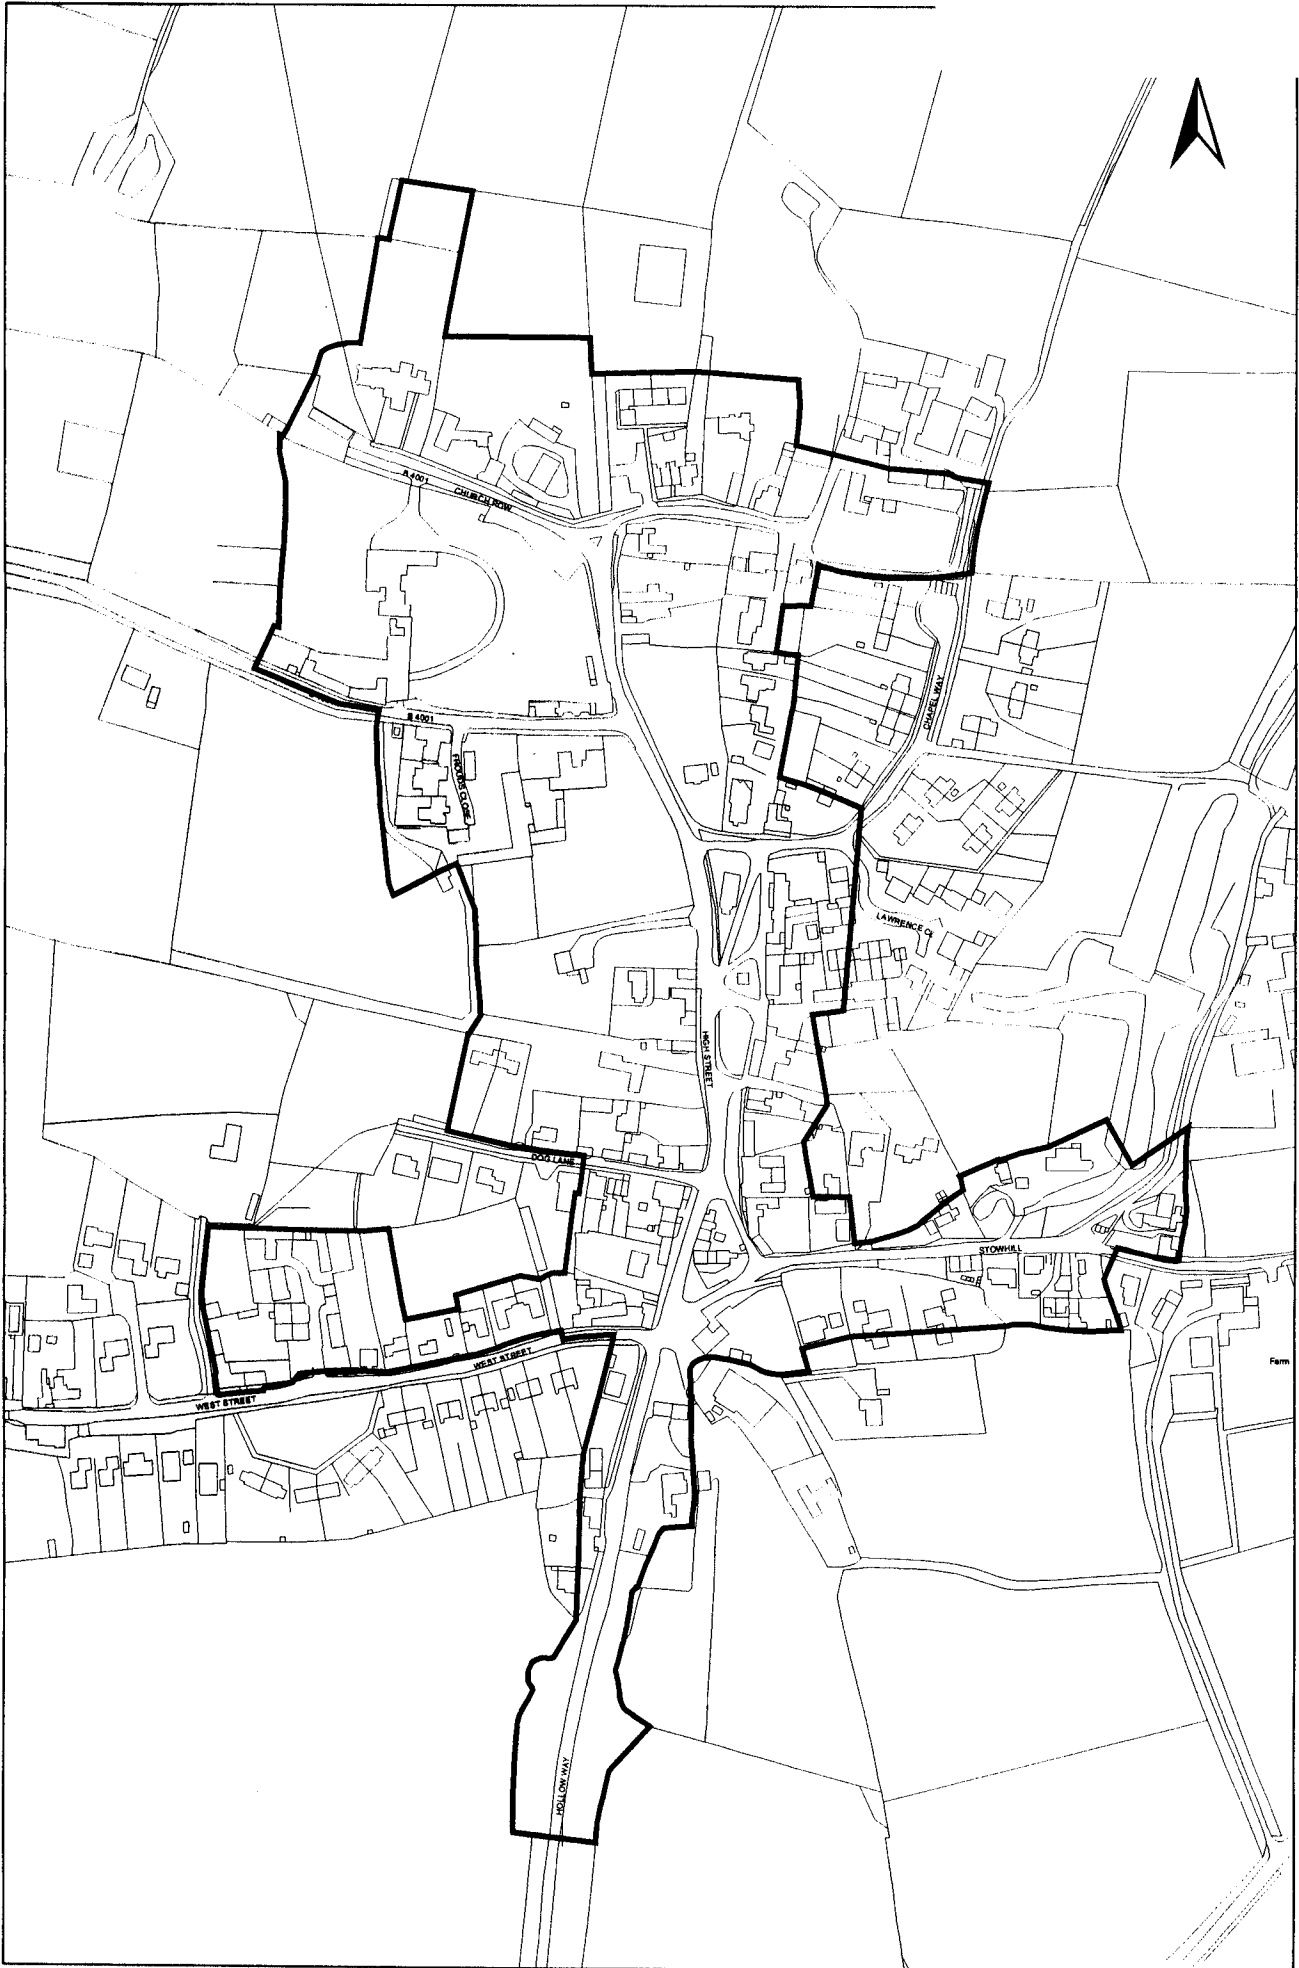 B 4001
CHURCH ROW
CHAPEL WAY
B 4001
FROUDS CLOSE
LAWRENCE CL
HIGH STREET
DOG LANE
STOWHILL
WEST STREET
Farm
WEST STREET
HOLLOW WAY